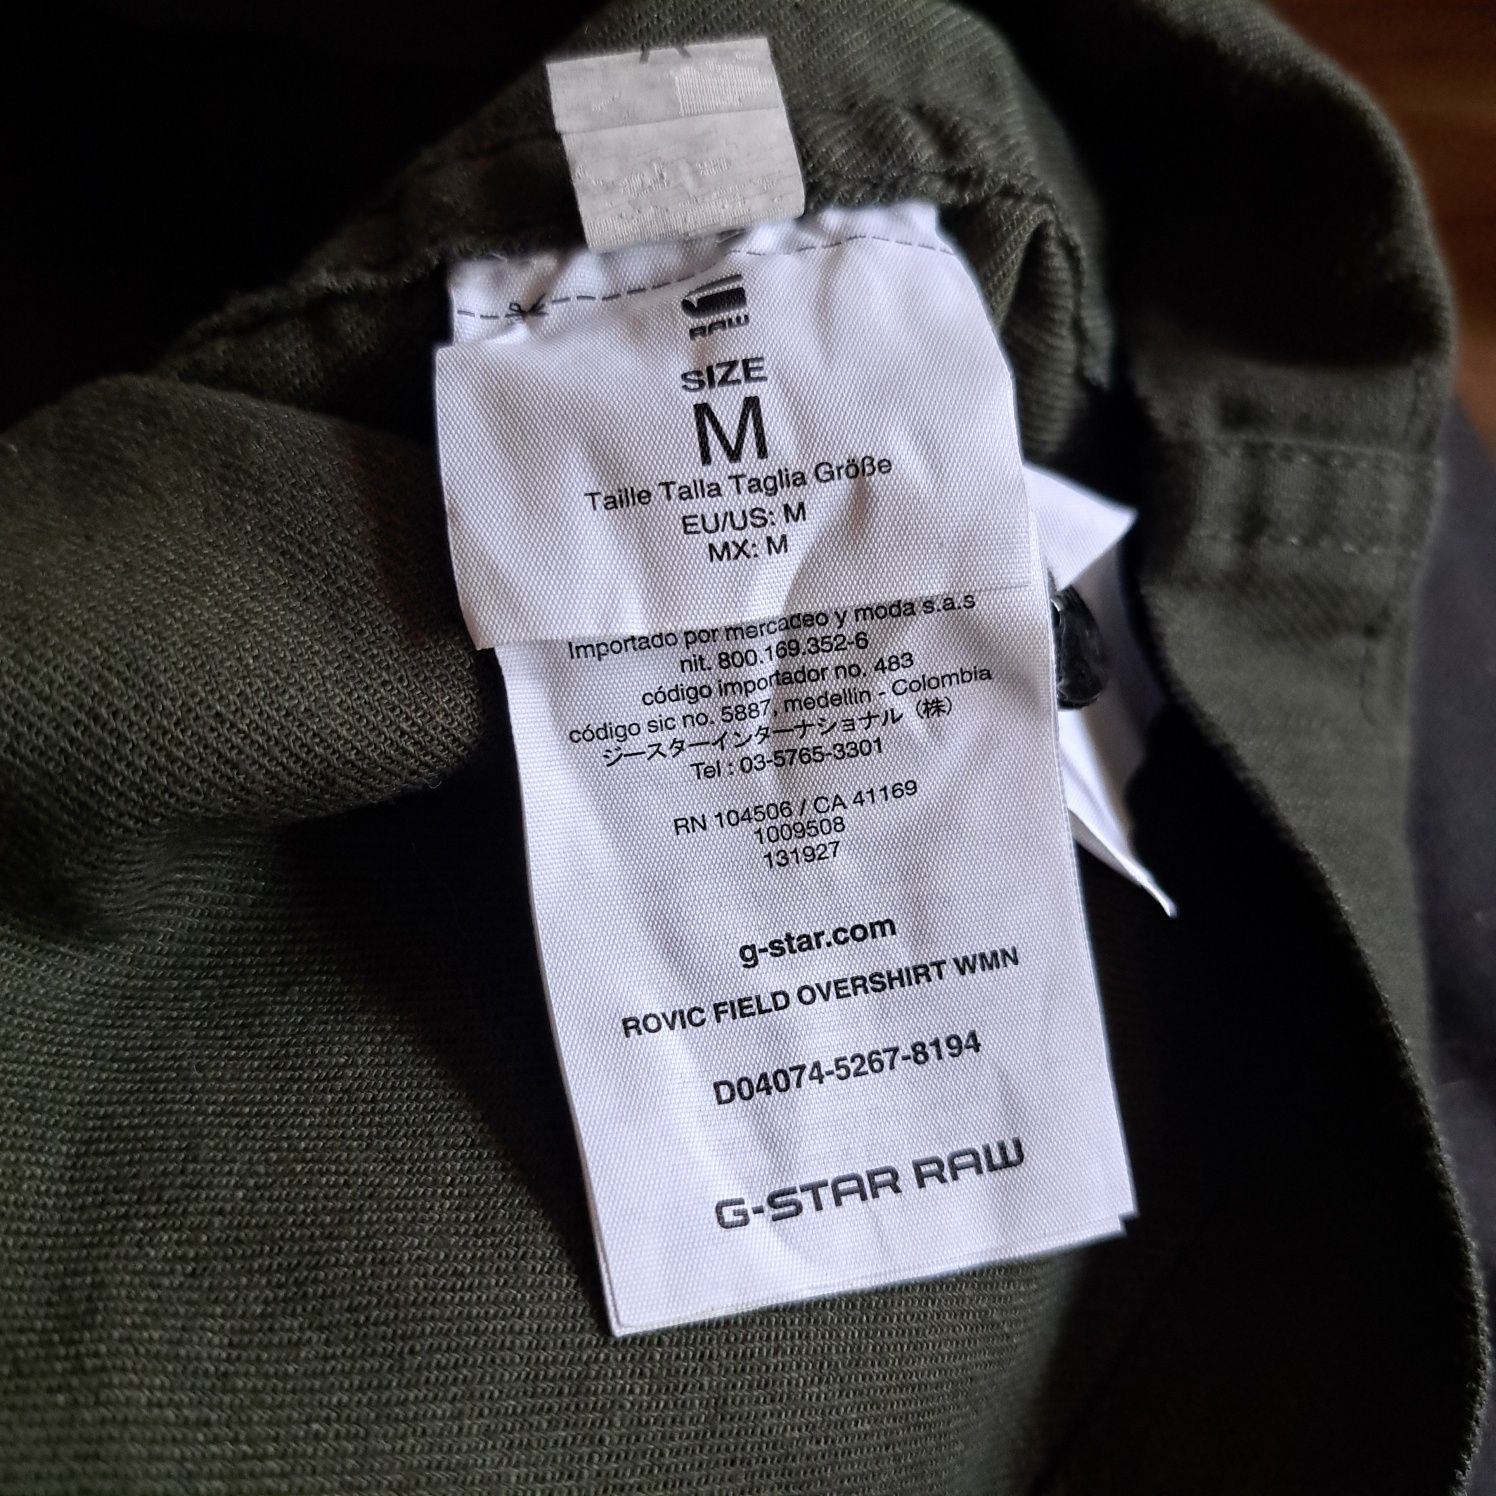 RAW
SIZE
M
Taille Talla Taglia Größe
EU/US: M
MX: M
Importado por mercadeo y moda s.a.s
nit. 800.169.352-6
código importador no. 483
código sic no. 5887, medellin - Colombia
ジースターインターナショナル（株）
Tel : 03-5765-3301
RN 104506 / CA 41169
1009508
131927
g-star.com
ROVIC FIELD OVERSHIRT WMN
D04074-5267-8194
G-STAR RAW